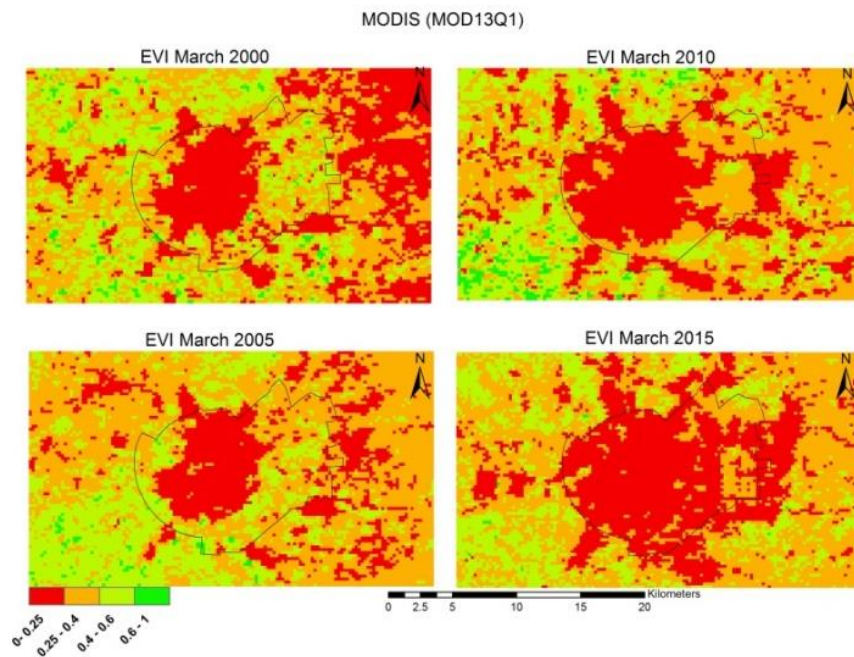 MODIS (MOD13Q1)
EVI March 2000
EVI March 2010
N
N
EVI March 2005
EVI March 2015
N
N
0- 0.25
0.25 - 0.4
0.4 - 0.6
0.6 - 1
Kilometers
0 2.5 5 10 15 20